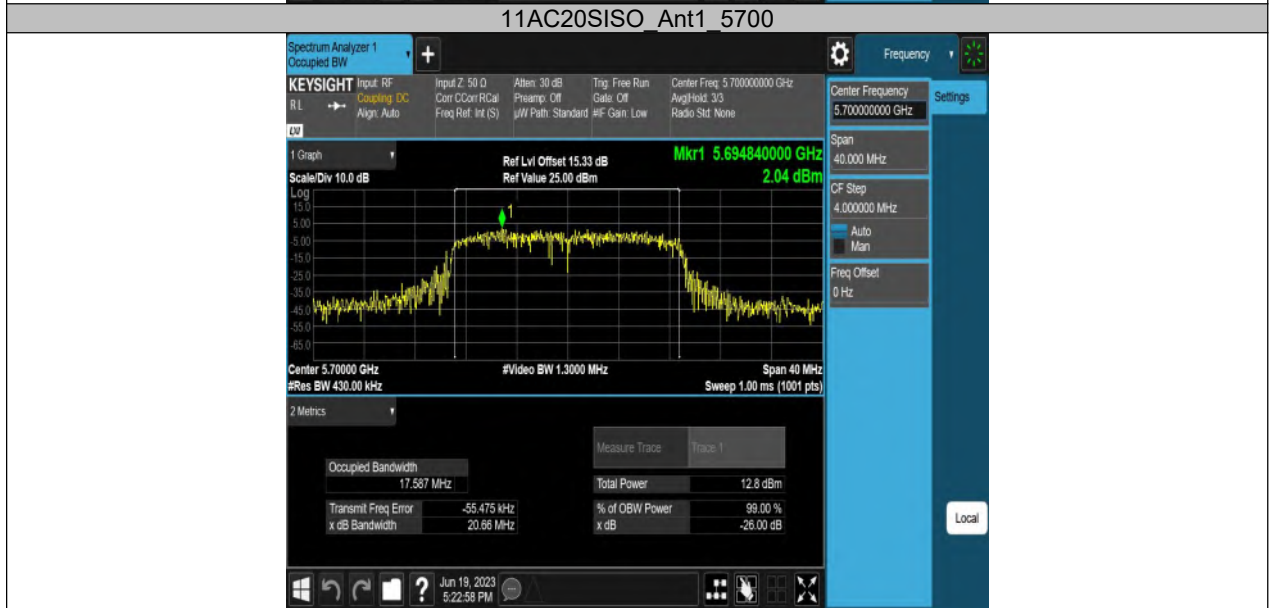 11AC20SISO_Ant1_5700
Spectrum Analyzer 1
Occupied BW
+
Frequency
KEYSIGHT
Input: RF
Coupling: DC
Align: Auto
Input Z: 50 Ω
Corr CCorr RCal
Freq Ref: Int (S)
Atten: 30 dB
Preamp: Off
µW Path: Standard
Trig: Free Run
Gate: Off
#IF Gain: Low
Center Freq: 5.700000000 GHz
Avg|Hold: 3/3
Radio Std: None
RL
Center Frequency
5.700000000 GHz
Settings
Span
40.000 MHz
CF Step
4.000000 MHz
Auto
Man
Freq Offset
0 Hz
1 Graph
Ref Lvl Offset 15.33 dB
Mkr1 5.694840000 GHz
Scale/Div 10.0 dB
Ref Value 25.00 dBm
2.04 dBm
Log
15.0
5.00
-5.00
-15.0
-25.0
-35.0
-45.0
-55.0
-65.0
1
Center 5.70000 GHz
#Video BW 1.3000 MHz
Span 40 MHz
#Res BW 430.00 kHz
Sweep 1.00 ms (1001 pts)
2 Metrics
Measure Trace
Trace 1
Occupied Bandwidth
17.587 MHz
Total Power
12.8 dBm
Transmit Freq Error
-55.475 kHz
% of OBW Power
99.00 %
x dB Bandwidth
20.66 MHz
x dB
-26.00 dB
Local
?
Jun 19, 2023
5:22:58 PM